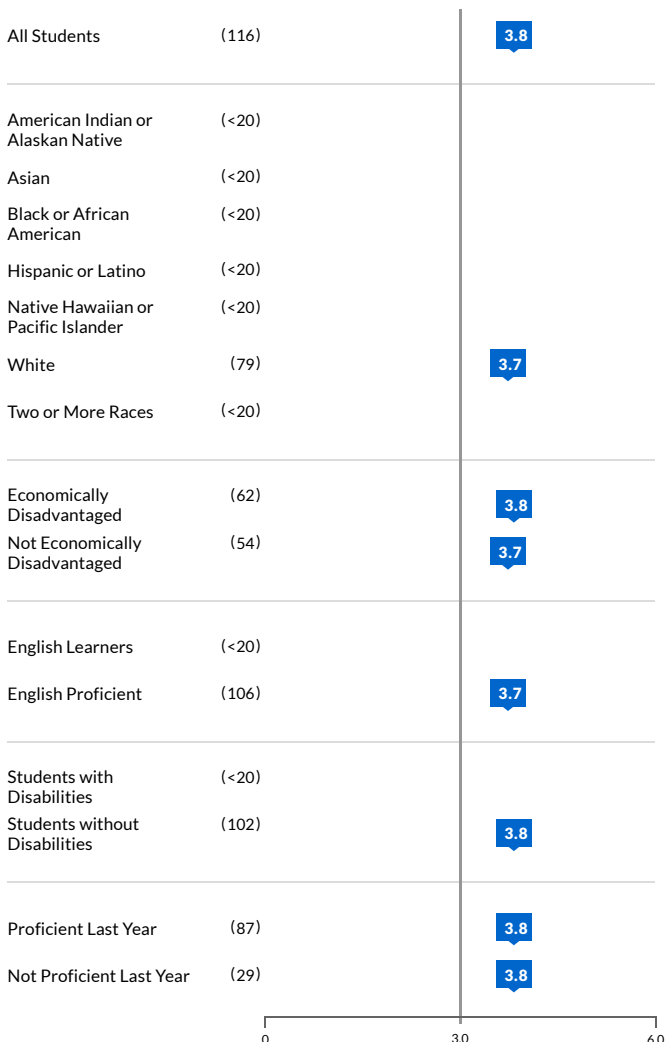 All Students (116) 3.8
American Indian or
Alaskan Native (<20)
Asian (<20)
Black or African
American (<20)
Hispanic or Latino (<20)
Native Hawaiian or
Pacific Islander (<20)
White (79) 3.7
Two or More Races (<20)
Economically
Disadvantaged (62) 3.8
Not Economically
Disadvantaged (54) 3.7
English Learners (<20)
English Proficient (106) 3.7
Students with
Disabilities (<20)
Students without
Disabilities (102) 3.8
Proficient Last Year (87) 3.8
Not Proficient Last Year (29) 3.8
0 3.0 6.0